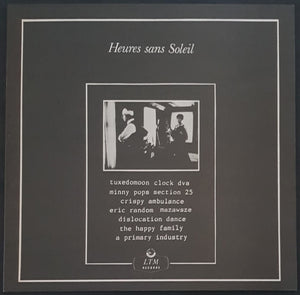 Heures sans Soleil
tuxedomoon clock dva
minny pops section 25
crispy ambulance
eric random mazawaze
dislocation dance
the happy family
a primary industry
LTM
RECORDS